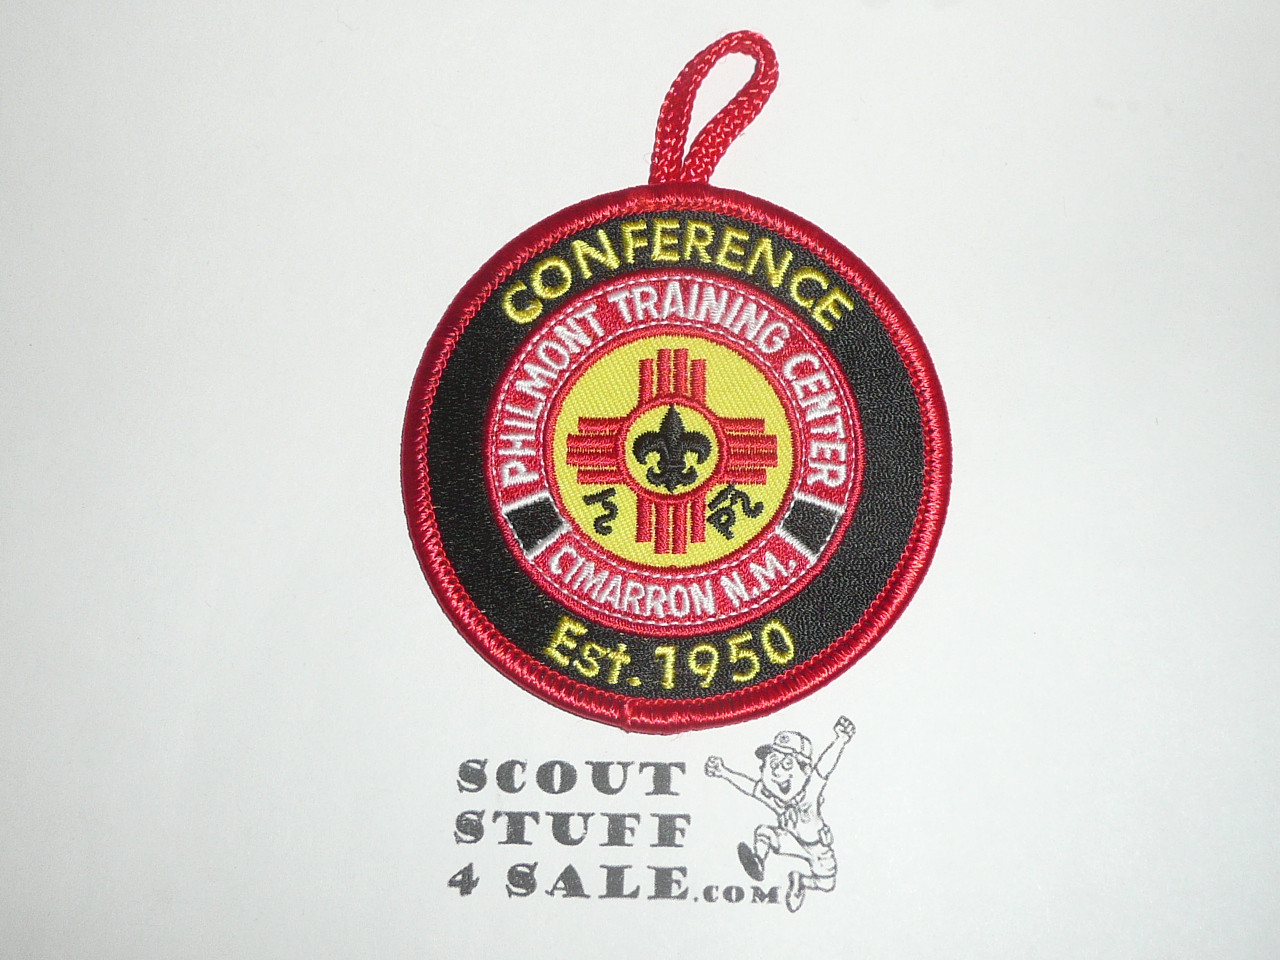 CONFERENCE
PHILMONT TRAINING CENTER
CIMARRON N.M.
Est. 1950
SCOUT
STUFF
4 SALE.COM